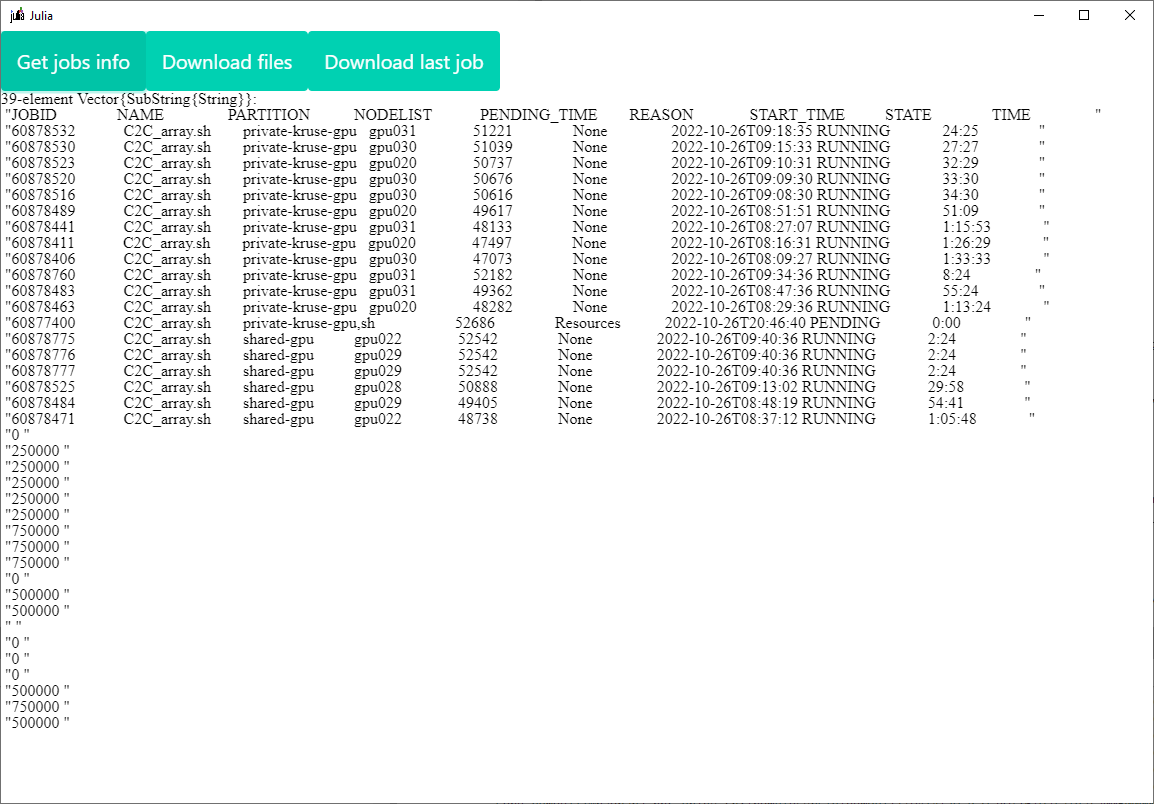 Julia
Get jobs info Download files Download last job
39-element Vector{SubString{String}}:
"JOBID NAME PARTITION NODELIST PENDING_TIME REASON START_TIME STATE TIME "
"60878532 C2C_array.sh private-kruse-gpu gpu031 51221 None 2022-10-26T09:18:35 RUNNING 24:25 "
"60878530 C2C_array.sh private-kruse-gpu gpu030 51039 None 2022-10-26T09:15:33 RUNNING 27:27 "
"60878523 C2C_array.sh private-kruse-gpu gpu020 50737 None 2022-10-26T09:10:31 RUNNING 32:29 "
"60878520 C2C_array.sh private-kruse-gpu gpu030 50676 None 2022-10-26T09:09:30 RUNNING 33:30 "
"60878516 C2C_array.sh private-kruse-gpu gpu030 50616 None 2022-10-26T09:08:30 RUNNING 34:30 "
"60878489 C2C_array.sh private-kruse-gpu gpu020 49617 None 2022-10-26T08:51:51 RUNNING 51:09 "
"60878441 C2C_array.sh private-kruse-gpu gpu031 48133 None 2022-10-26T08:27:07 RUNNING 1:15:53 "
"60878411 C2C_array.sh private-kruse-gpu gpu020 47497 None 2022-10-26T08:16:31 RUNNING 1:26:29 "
"60878406 C2C_array.sh private-kruse-gpu gpu030 47073 None 2022-10-26T08:09:27 RUNNING 1:33:33 "
"60878760 C2C_array.sh private-kruse-gpu gpu031 52182 None 2022-10-26T09:34:36 RUNNING 8:24 "
"60878483 C2C_array.sh private-kruse-gpu gpu031 49362 None 2022-10-26T08:47:36 RUNNING 55:24 "
"60878463 C2C_array.sh private-kruse-gpu gpu020 48282 None 2022-10-26T08:29:36 RUNNING 1:13:24 "
"60877400 C2C_array.sh private-kruse-gpu,sh 52686 Resources 2022-10-26T20:46:40 PENDING 0:00 "
"60878775 C2C_array.sh shared-gpu gpu022 52542 None 2022-10-26T09:40:36 RUNNING 2:24 "
"60878776 C2C_array.sh shared-gpu gpu029 52542 None 2022-10-26T09:40:36 RUNNING 2:24 "
"60878777 C2C_array.sh shared-gpu gpu029 52542 None 2022-10-26T09:40:36 RUNNING 2:24 "
"60878525 C2C_array.sh shared-gpu gpu028 50888 None 2022-10-26T09:13:02 RUNNING 29:58 "
"60878484 C2C_array.sh shared-gpu gpu029 49405 None 2022-10-26T08:48:19 RUNNING 54:41 "
"60878471 C2C_array.sh shared-gpu gpu022 48738 None 2022-10-26T08:37:12 RUNNING 1:05:48 "
"0 "
"250000 "
"250000 "
"250000 "
"250000 "
"250000 "
"750000 "
"750000 "
"750000 "
"0 "
"500000 "
"500000 "
" "
"0 "
"0 "
"0 "
"500000 "
"750000 "
"500000 "